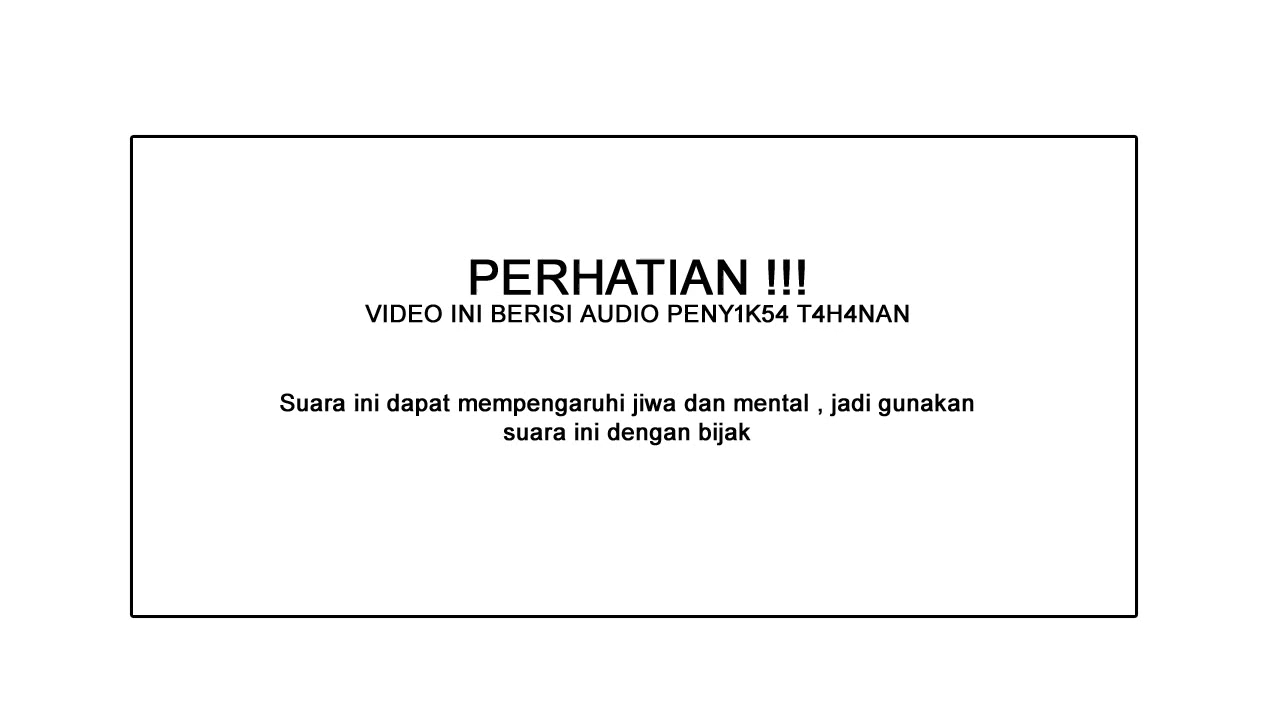 PERHATIAN !!!
VIDEO INI BERISI AUDIO PENY1K54 T4H4NAN
Suara ini dapat mempengaruhi jiwa dan mental , jadi gunakan
suara ini dengan bijak